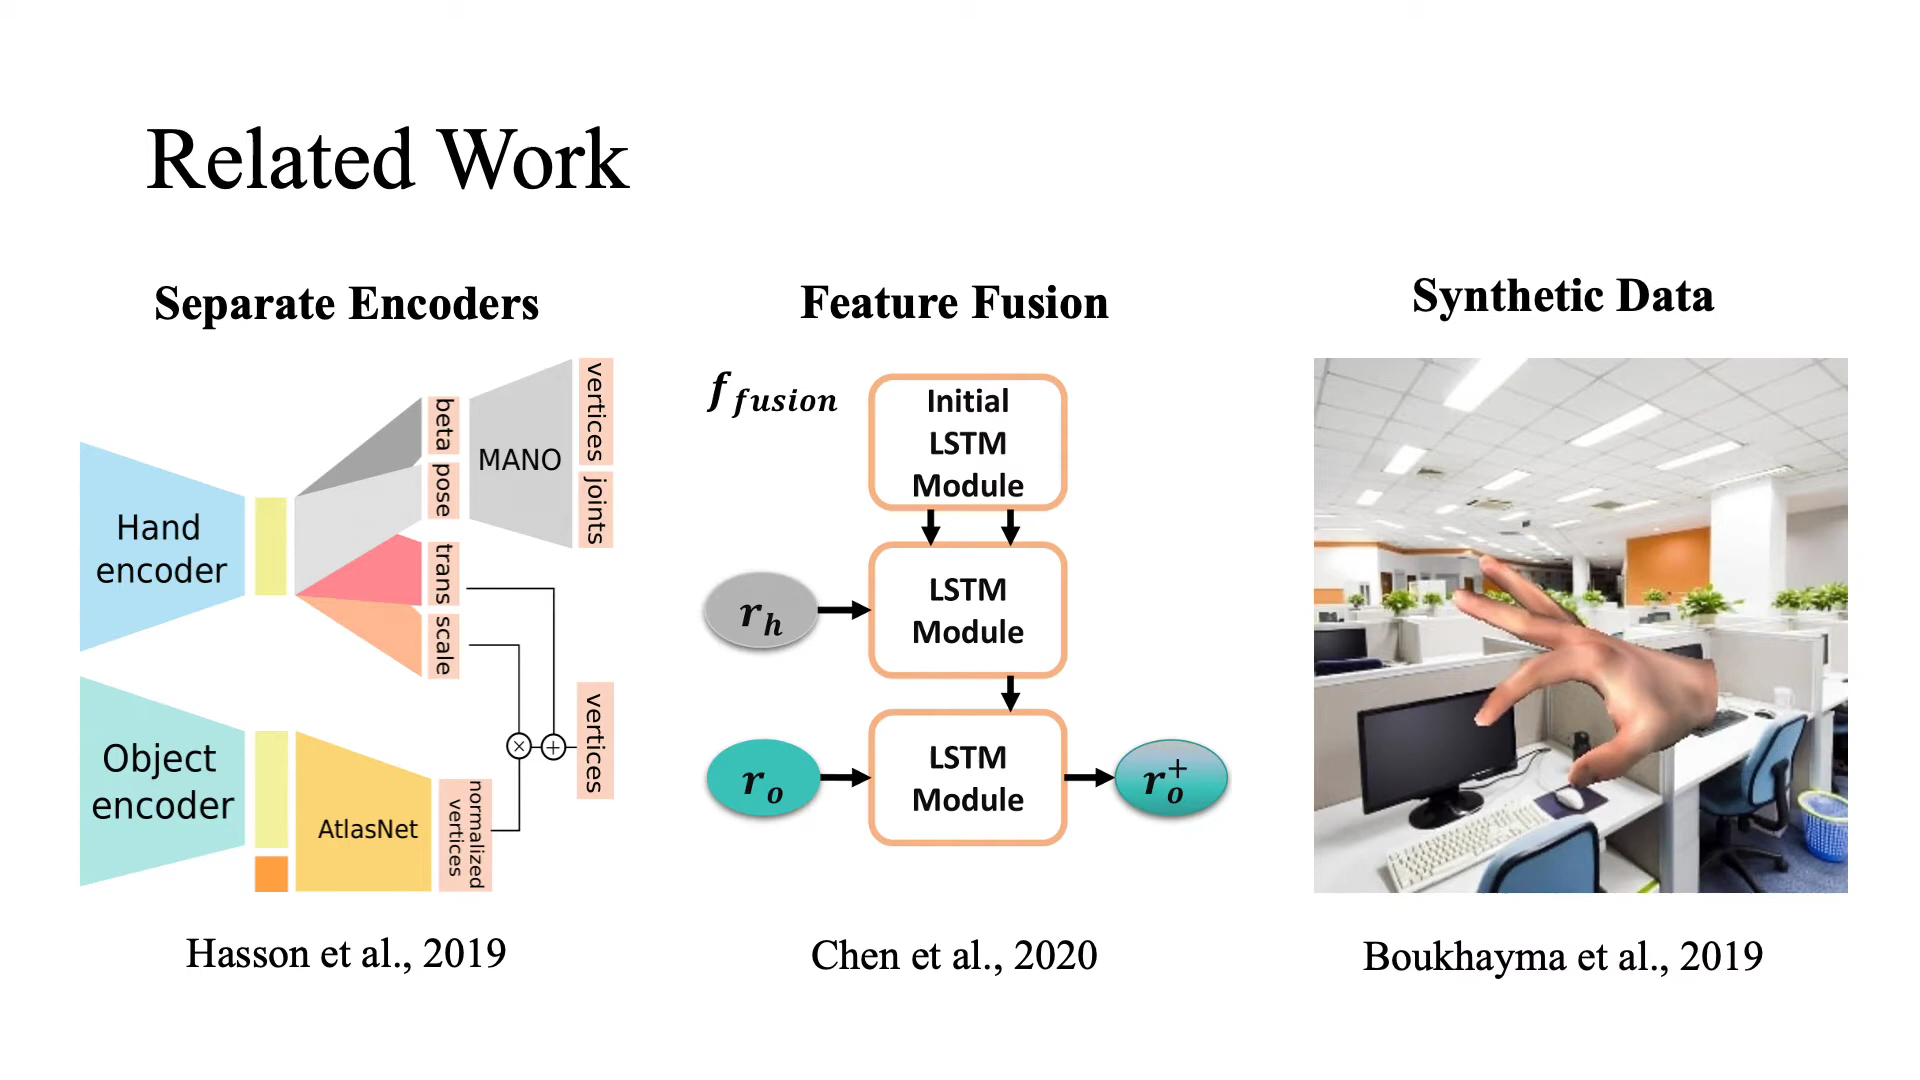 Related Work
Separate Encoders
Hand
encoder
beta
pose
trans
scale
MANO
vertices
joints
Object
encoder
AtlasNet
normalized
vertices
×
+
vertices
Hasson et al., 2019
Feature Fusion
f fusion
Initial
LSTM
Module
r h
LSTM
Module
r o
LSTM
Module
r o +
Chen et al., 2020
Synthetic Data
Boukhayma et al., 2019